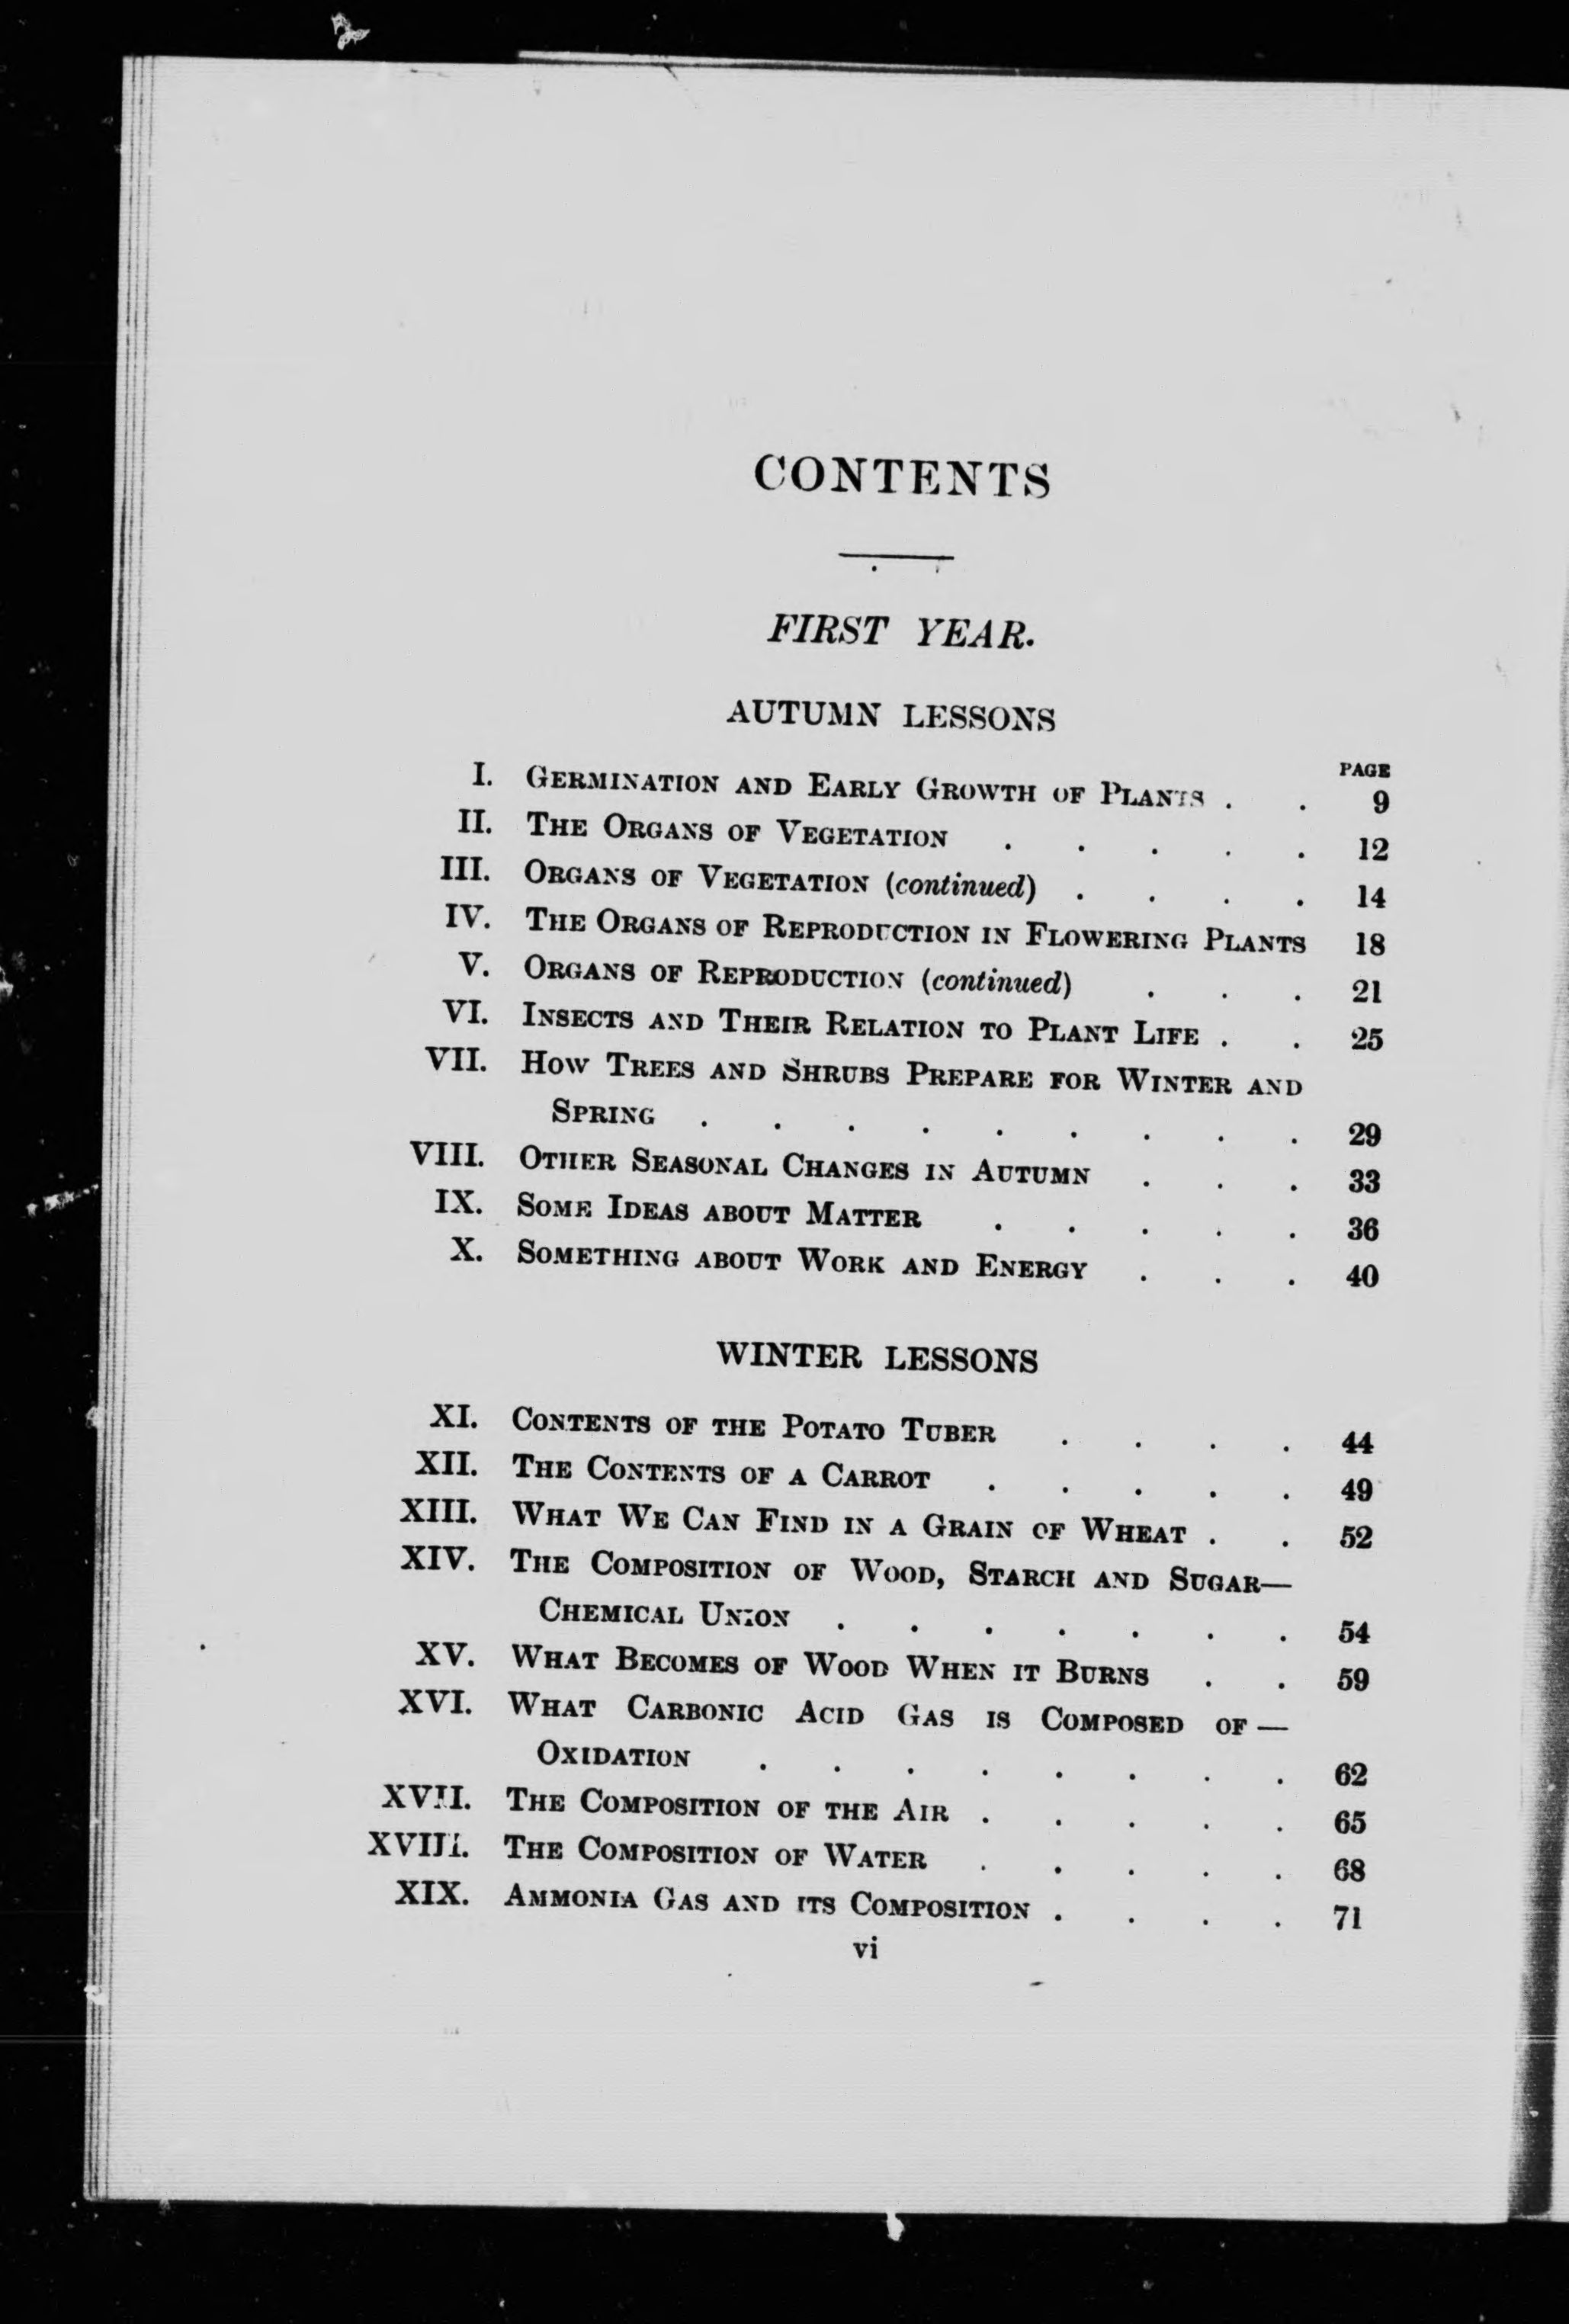 CONTENTS
FIRST YEAR.
AUTUMN LESSONS
PAGE
I. Germination and Early Growth of Plants . . 9
II. The Organs of Vegetation . . . . . 12
III. Organs of Vegetation (continued) . . . . 14
IV. The Organs of Reproduction in Flowering Plants 18
V. Organs of Reproduction (continued) . . . 21
VI. Insects and Their Relation to Plant Life . . 25
VII. How Trees and Shrubs Prepare for Winter and
Spring . . . . . . . . . 29
VIII. Other Seasonal Changes in Autumn . . . 33
IX. Some Ideas about Matter . . . . . 36
X. Something about Work and Energy . . . 40
WINTER LESSONS
XI. Contents of the Potato Tuber . . . . 44
XII. The Contents of a Carrot . . . . . 49
XIII. What We Can Find in a Grain of Wheat . . 52
XIV. The Composition of Wood, Starch and Sugar—
Chemical Union . . . . . . . 54
XV. What Becomes of Wood When it Burns . . 59
XVI. What Carbonic Acid Gas is Composed of—
Oxidation . . . . . . . . 62
XVII. The Composition of the Air . . . . . 65
XVIII. The Composition of Water . . . . . 68
XIX. Ammonia Gas and its Composition . . . . 71
vi